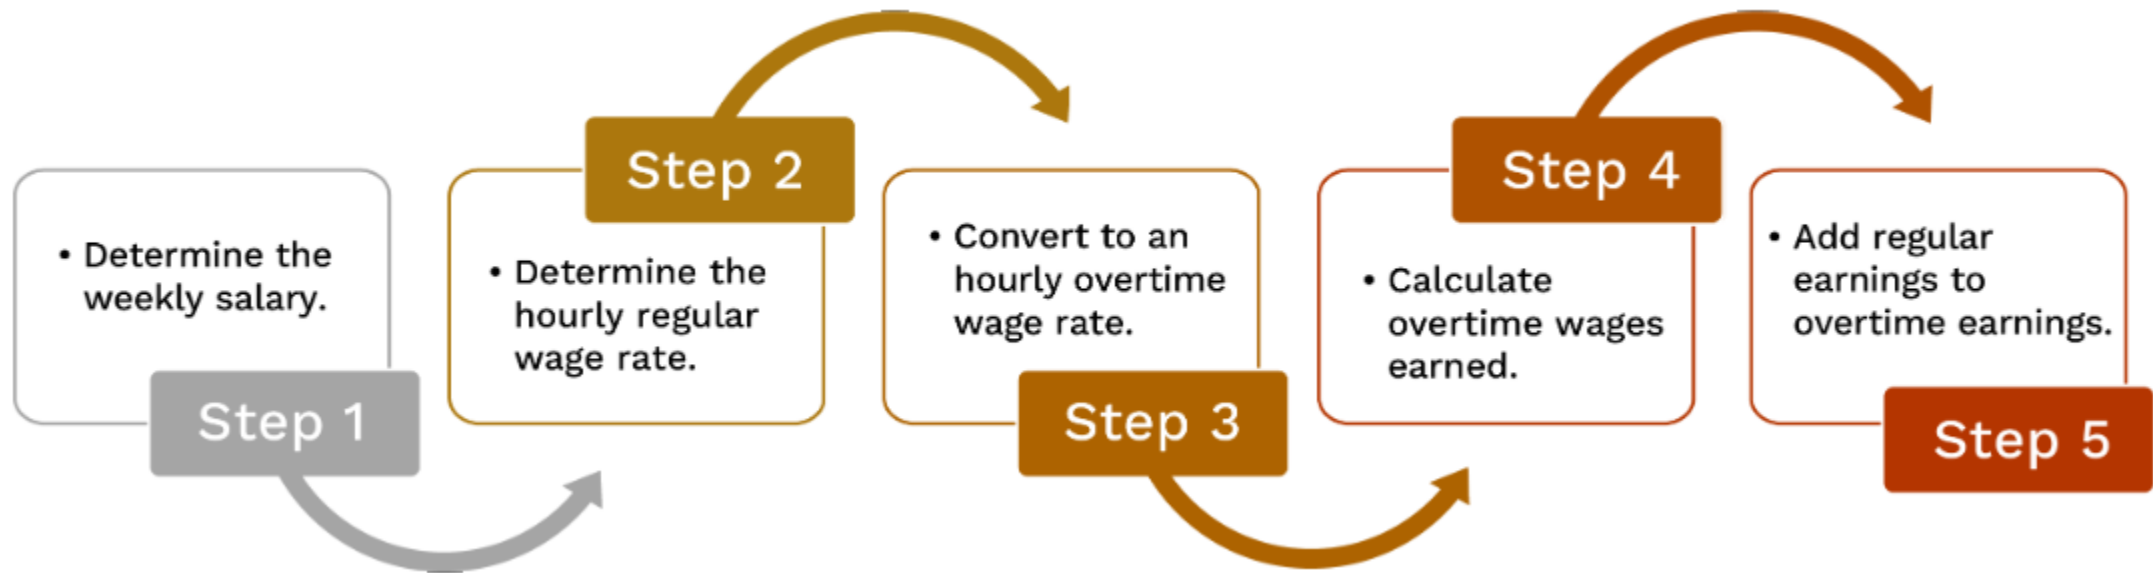 • Determine the
weekly salary.
Step 1
Step 2
• Determine the
hourly regular
wage rate.
• Convert to an
hourly overtime
wage rate.
Step 3
Step 4
• Calculate
overtime wages
earned.
• Add regular
earnings to
overtime earnings.
Step 5